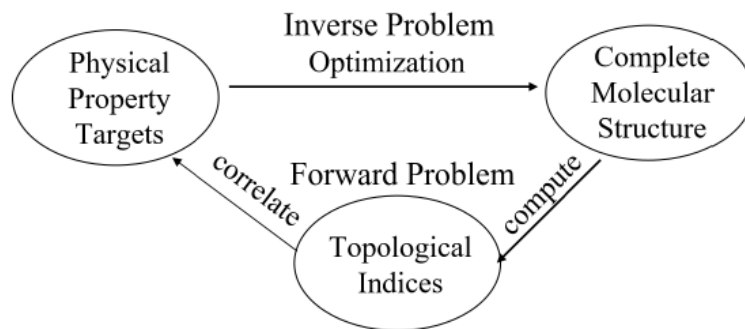 Inverse Problem
Optimization
Physical
Property
Targets
Complete
Molecular
Structure
Forward Problem
correlate
compute
Topological
Indices